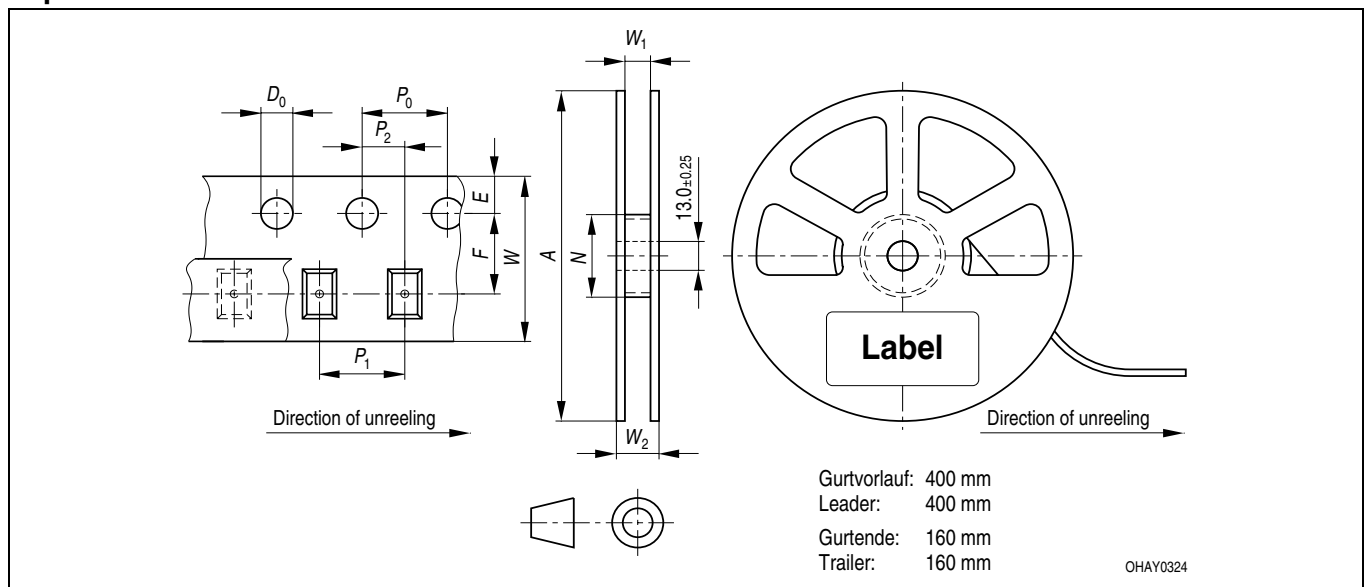 W1
D0
P0
P2
E
F
W
A
N
13.0±0.25
P1
W2
Label
Direction of unreeling
Direction of unreeling
Gurtvorlauf: 400 mm
Leader: 400 mm
Gurtende: 160 mm
Trailer: 160 mm
OHAY0324